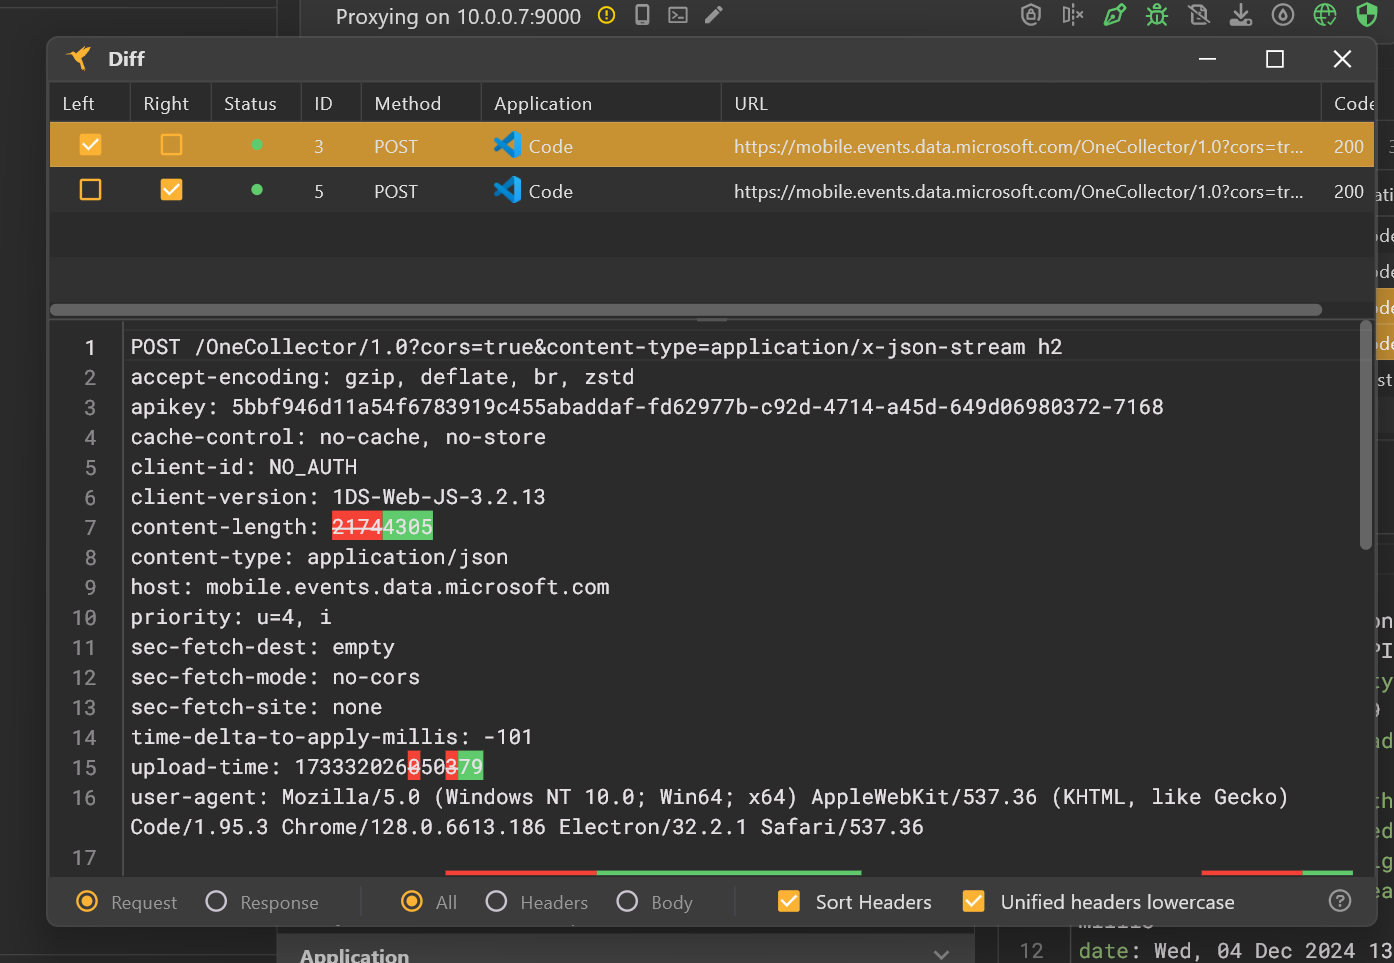 Proxying on 10.0.0.7:9000
Diff
Left Right Status ID Method Application URL Code
3 POST Code https://mobile.events.data.microsoft.com/OneCollector/1.0?cors=tr... 200
5 POST Code https://mobile.events.data.microsoft.com/OneCollector/1.0?cors=tr... 200
1 POST /OneCollector/1.0?cors=true&content-type=application/x-json-stream h2
2 accept-encoding: gzip, deflate, br, zstd
3 apikey: 5bbf946d11a54f6783919c455abaddaf-fd62977b-c92d-4714-a45d-649d06980372-7168
4 cache-control: no-cache, no-store
5 client-id: NO_AUTH
6 client-version: 1DS-Web-JS-3.2.13
7 content-length: 21744305
8 content-type: application/json
9 host: mobile.events.data.microsoft.com
10 priority: u=4, i
11 sec-fetch-dest: empty
12 sec-fetch-mode: no-cors
13 sec-fetch-site: none
14 time-delta-to-apply-millis: -101
15 upload-time: 173332026050379
16 user-agent: Mozilla/5.0 (Windows NT 10.0; Win64; x64) AppleWebKit/537.36 (KHTML, like Gecko)
Code/1.95.3 Chrome/128.0.6613.186 Electron/32.2.1 Safari/537.36
17
Request Response All Headers Body Sort Headers Unified headers lowercase
Application
12 date: Wed, 04 Dec 2024 13